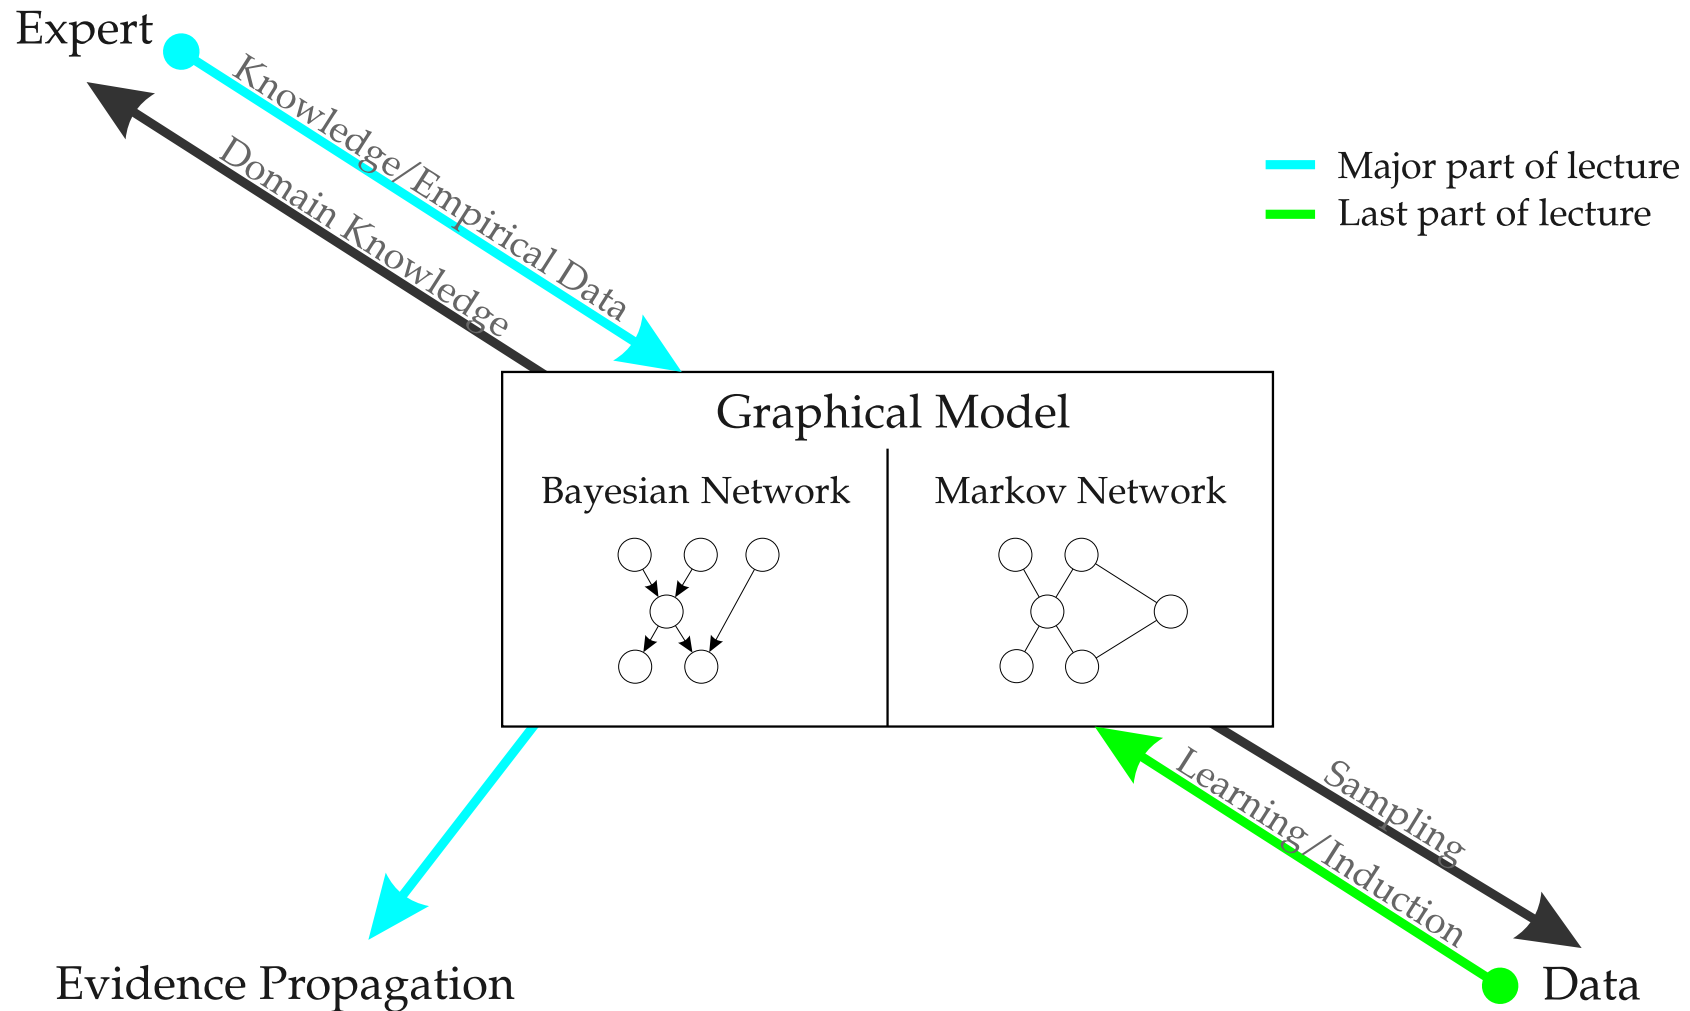 Expert
Knowledge/Empirical Data
Domain Knowledge
Major part of lecture
Last part of lecture
Graphical Model
Bayesian Network
Markov Network
Learning/Induction
Sampling
Evidence Propagation
Data